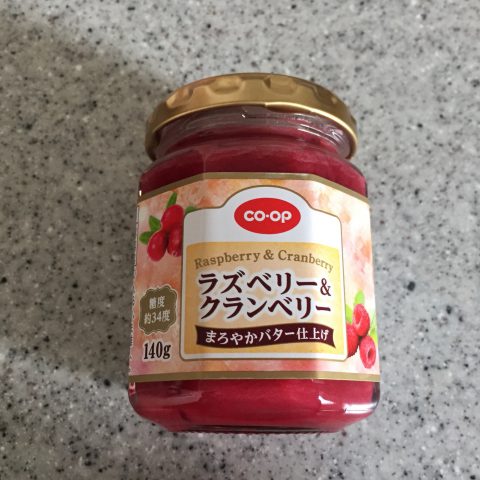 CO-OP
Raspberry & Cranberry
ラズベリー&
クランベリー
まろやかバター仕上げ
糖度
約34度
140g